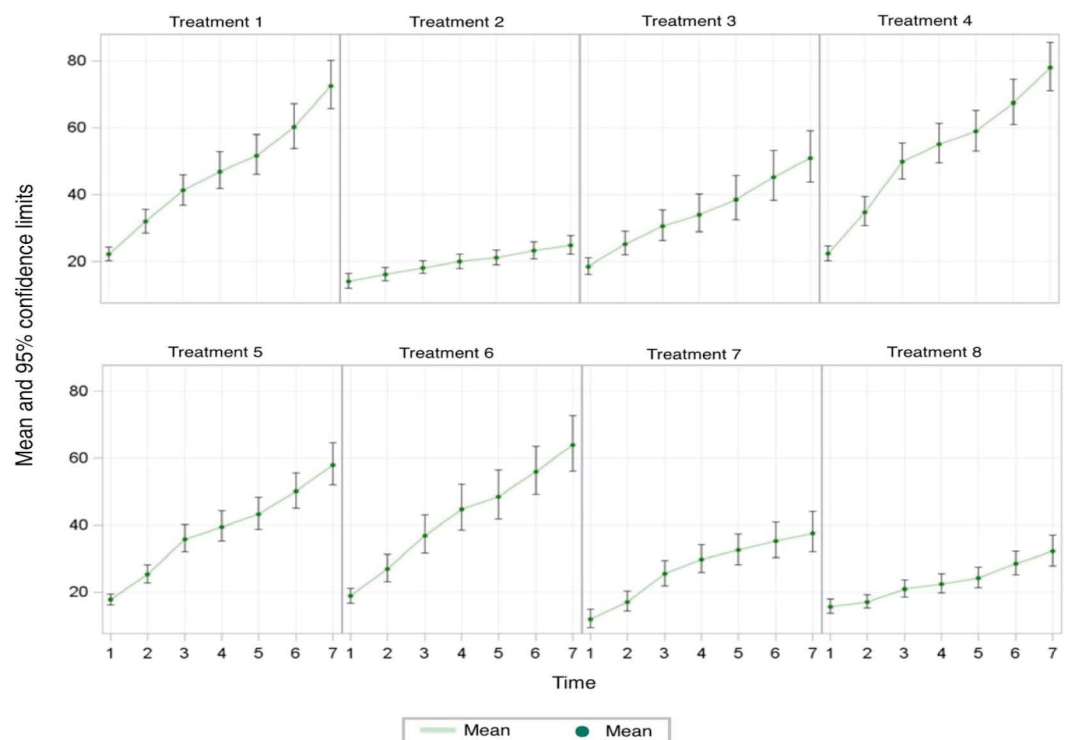 Treatment 1 Treatment 2 Treatment 3 Treatment 4
80
60
40
20
Mean and 95% confidence limits
Treatment 5 Treatment 6 Treatment 7 Treatment 8
80
60
40
20
1 2 3 4 5 6 7 1 2 3 4 5 6 7 1 2 3 4 5 6 7 1 2 3 4 5 6 7
Time
Mean Mean